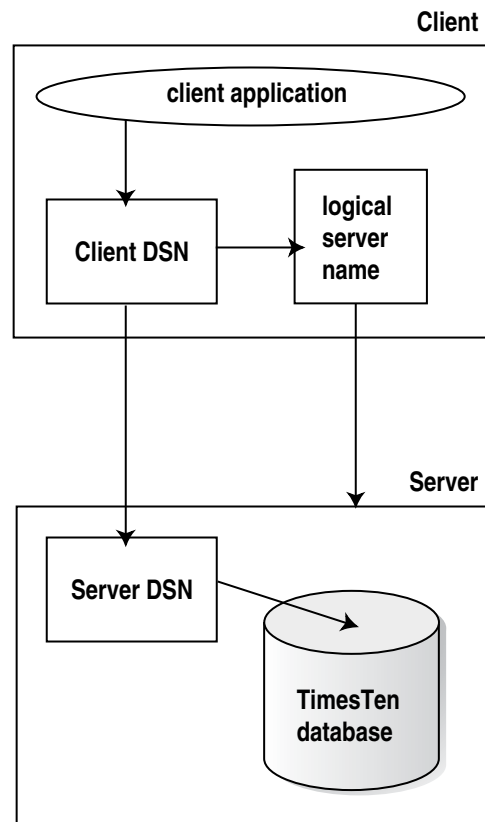 Client
client application
Client DSN
logical
server
name
Server
Server DSN
TimesTen
database